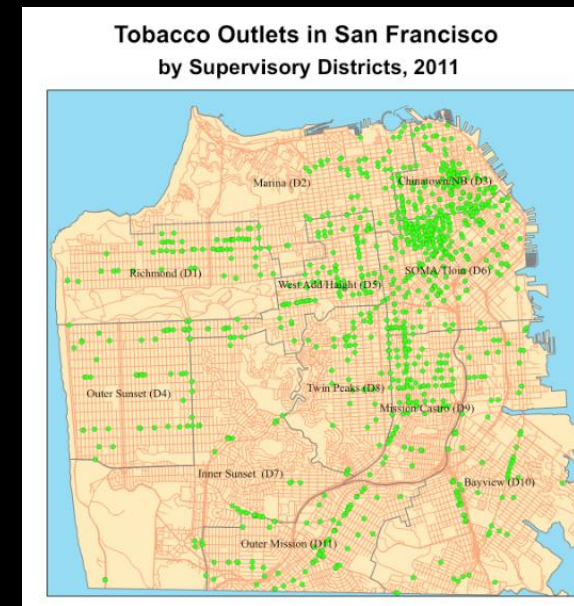 Tobacco Outlets in San Francisco
by Supervisory Districts, 2011
Marina (D2)
Chinatown/NB (D3)
Richmond (D1)
SOMA/Tloin (D6)
West Add/Haight (D5)
Outer Sunset (D4)
Twin Peaks (D8)
Mission Castro (D9)
Inner Sunset (D7)
Bayview (D10)
Outer Mission (D11)